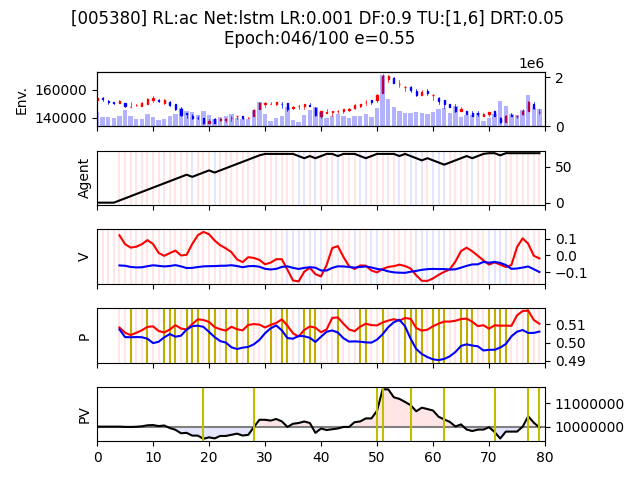 [005380] RL:ac Net:lstm LR:0.001 DF:0.9 TU:[1,6] DRT:0.05
Epoch:046/100 e=0.55
1e6
Env.
160000
140000
2
0
Agent
50
0
V
0.1
0.0
−0.1
P
0.51
0.50
0.49
PV
11000000
10000000
0 10 20 30 40 50 60 70 80